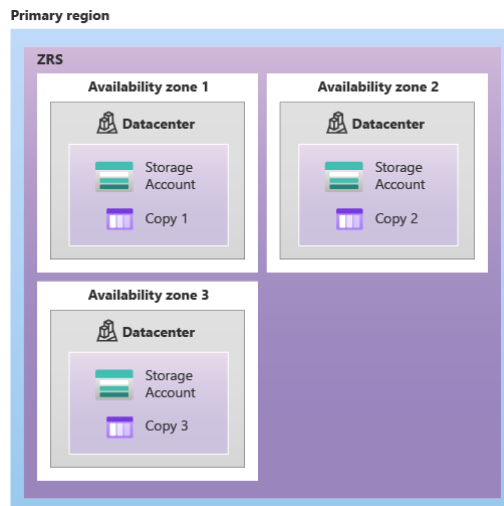 Primary region
ZRS
Availability zone 1
Datacenter
Storage
Account
Copy 1
Availability zone 2
Datacenter
Storage
Account
Copy 2
Availability zone 3
Datacenter
Storage
Account
Copy 3